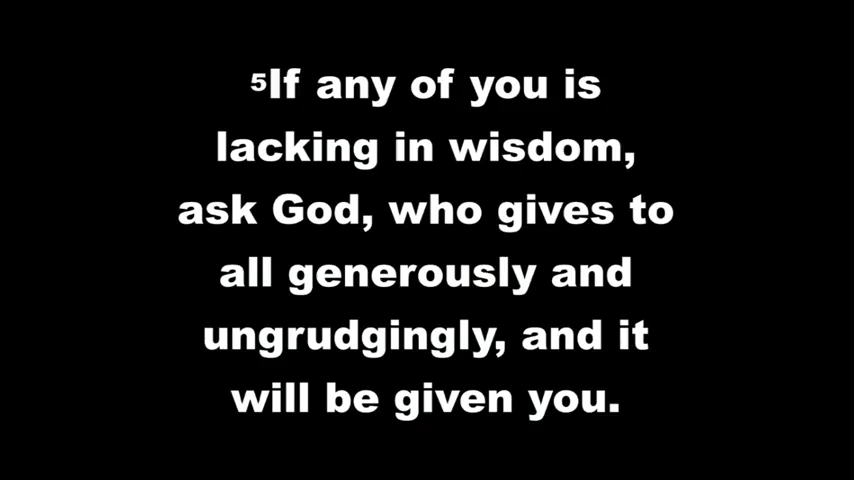 5If any of you is
lacking in wisdom,
ask God, who gives to
all generously and
ungrudgingly, and it
will be given you.